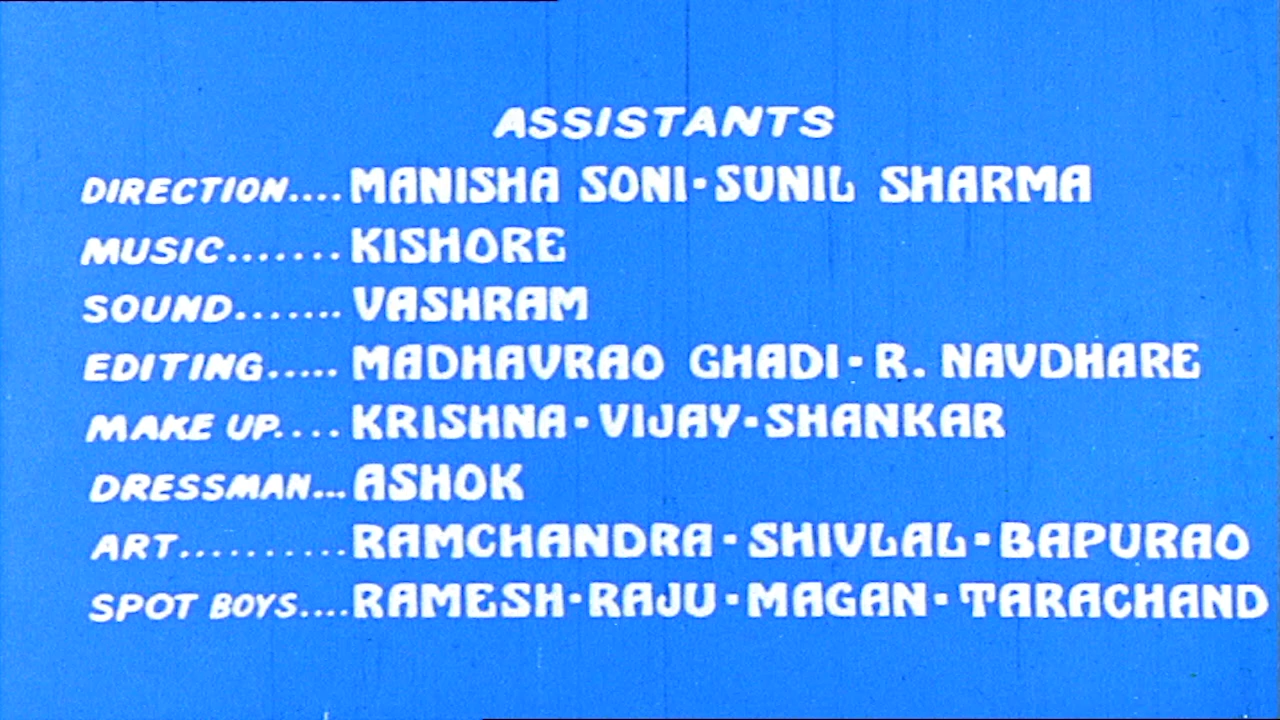 ASSISTANTS
DIRECTION....MANISHA SONI·SUNIL SHARMA
MUSIC.......KISHORE
SOUND.......VASHRAM
EDITING.....MADHAVRAO GHADI·R. NAVDHARE
MAKE UP....KRISHNA·VIJAY·SHANKAR
DRESSMAN...ASHOK
ART..........RAMCHANDRA·SHIVLAL·BAPURAO
SPOT BOYS....RAMESH·RAJU·MAGAN·TARACHAND